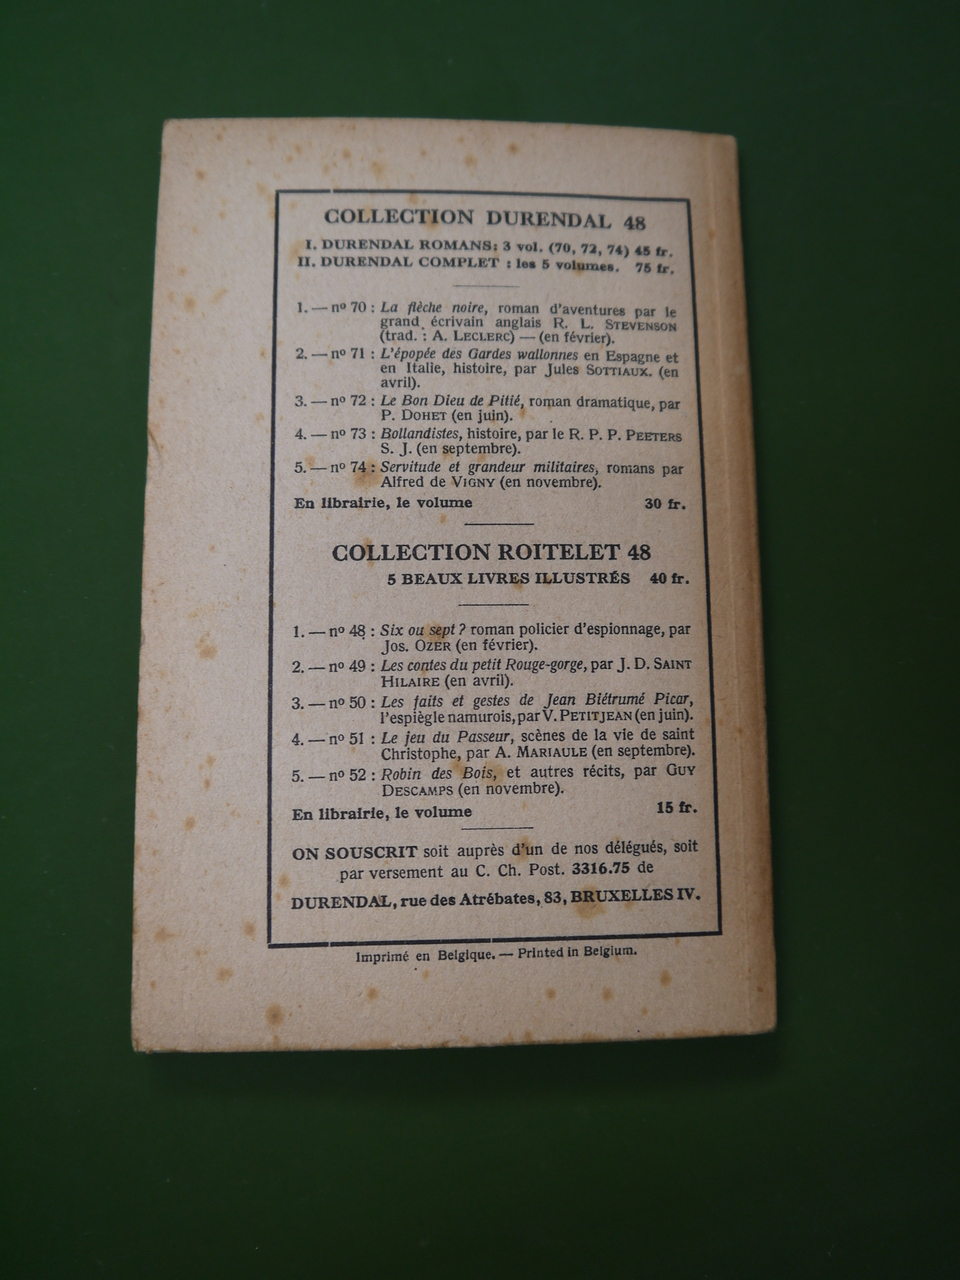 COLLECTION DURENDAL 48
I. DURENDAL ROMANS: 3 vol. (70, 72, 74) 45 fr.
II. DURENDAL COMPLET : les 5 volumes. 75 fr.
1. — nº 70 : La flèche noire, roman d'aventures par le
grand écrivain anglais R. L. STEVENSON
(trad. : A. LECLERC) — (en février).
2. — nº 71 : L'épopée des Gardes wallonnes en Espagne et
en Italie, histoire, par Jules SOTTIAUX. (en
avril).
3. — nº 72 : Le Bon Dieu de Pitié, roman dramatique, par
P. DOHET (en juin).
4. — nº 73 : Bollandistes, histoire, par le R. P. P. PEETERS
S. J. (en septembre).
5. — nº 74 : Servitude et grandeur militaires, romans par
Alfred de VIGNY (en novembre).
En librairie, le volume 30 fr.
COLLECTION ROITELET 48
5 BEAUX LIVRES ILLUSTRÉS 40 fr.
1. — nº 48 : Six ou sept ? roman policier d'espionnage, par
Jos. OZER (en février).
2. — nº 49 : Les contes du petit Rouge-gorge, par J. D. SAINT
HILAIRE (en avril).
3. — nº 50 : Les faits et gestes de Jean Biétrumé Picar,
l'espiègle namurois, par V. PETITJEAN (en juin).
4. — nº 51 : Le jeu du Passeur, scènes de la vie de saint
Christophe, par A. MARIAULE (en septembre).
5. — nº 52 : Robin des Bois, et autres récits, par GUY
DESCAMPS (en novembre).
En librairie, le volume 15 fr.
ON SOUSCRIT soit auprès d'un de nos délégués, soit
par versement au C. Ch. Post. 3316.75 de
DURENDAL, rue des Atrébates, 83, BRUXELLES IV.
Imprimé en Belgique. — Printed in Belgium.